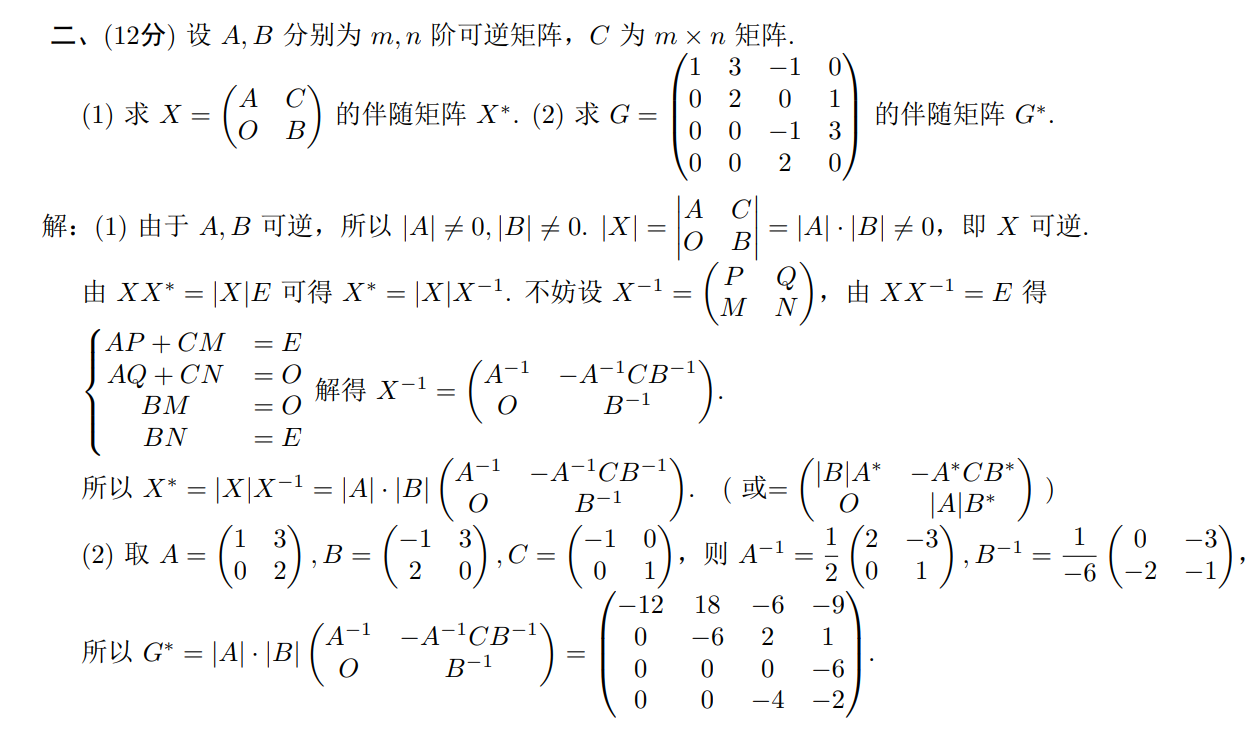 二、(12分) 设 A, B 分别为 m, n 阶可逆矩阵，C 为 m × n 矩阵.
(1) 求 X = \begin{pmatrix} A & C \\ O & B \end{pmatrix} 的伴随矩阵 X^*. (2) 求 G = \begin{pmatrix} 1 & 3 & -1 & 0 \\ 0 & 2 & 0 & 1 \\ 0 & 0 & -1 & 3 \\ 0 & 0 & 2 & 0 \end{pmatrix} 的伴随矩阵 G^*.
解：(1) 由于 A, B 可逆，所以 |A| ≠ 0, |B| ≠ 0. |X| = \begin{vmatrix} A & C \\ O & B \end{vmatrix} = |A| · |B| ≠ 0，即 X 可逆.
由 XX^* = |X|E 可得 X^* = |X|X^{-1}. 不妨设 X^{-1} = \begin{pmatrix} P & Q \\ M & N \end{pmatrix}，由 XX^{-1} = E 得
\begin{cases} AP + CM & = E \\ AQ + CN & = O \\ BM & = O \\ BN & = E \end{cases} 解得 X^{-1} = \begin{pmatrix} A^{-1} & -A^{-1}CB^{-1} \\ O & B^{-1} \end{pmatrix}.
所以 X^* = |X|X^{-1} = |A| · |B| \begin{pmatrix} A^{-1} & -A^{-1}CB^{-1} \\ O & B^{-1} \end{pmatrix}. ( 或= \begin{pmatrix} |B|A^* & -A^*CB^* \\ O & |A|B^* \end{pmatrix} )
(2) 取 A = \begin{pmatrix} 1 & 3 \\ 0 & 2 \end{pmatrix}, B = \begin{pmatrix} -1 & 3 \\ 2 & 0 \end{pmatrix}, C = \begin{pmatrix} -1 & 0 \\ 0 & 1 \end{pmatrix}，则 A^{-1} = \frac{1}{2} \begin{pmatrix} 2 & -3 \\ 0 & 1 \end{pmatrix}, B^{-1} = \frac{1}{-6} \begin{pmatrix} 0 & -3 \\ -2 & -1 \end{pmatrix}，
所以 G^* = |A| · |B| \begin{pmatrix} A^{-1} & -A^{-1}CB^{-1} \\ O & B^{-1} \end{pmatrix} = \begin{pmatrix} -12 & 18 & -6 & -9 \\ 0 & -6 & 2 & 1 \\ 0 & 0 & 0 & -6 \\ 0 & 0 & -4 & -2 \end{pmatrix}.